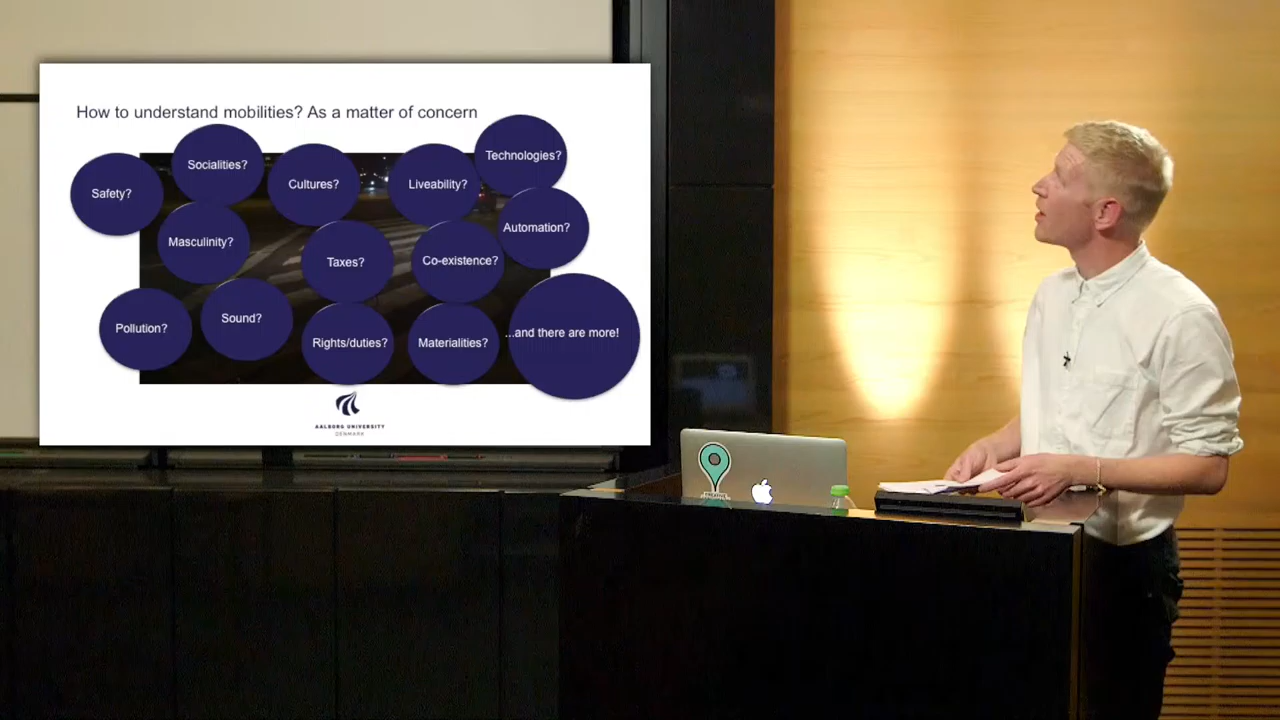 How to understand mobilities? As a matter of concern
Technologies?
Socialities?
Cultures?
Liveability?
Safety?
Automation?
Masculinity?
Taxes?
Co-existence?
Pollution?
Sound?
Rights/duties?
Materialities?
...and there are more!
AALBORG UNIVERSITY
DENMARK
CREATIVE